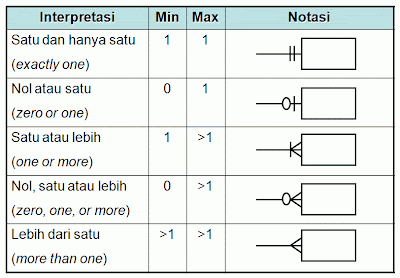 Interpretasi Min Max Notasi
Satu dan hanya satu 1 1
(exactly one)
Nol atau satu 0 1
(zero or one)
Satu atau lebih 1 >1
(one or more)
Nol, satu atau lebih 0 >1
(zero, one, or more)
Lebih dari satu >1 >1
(more than one)